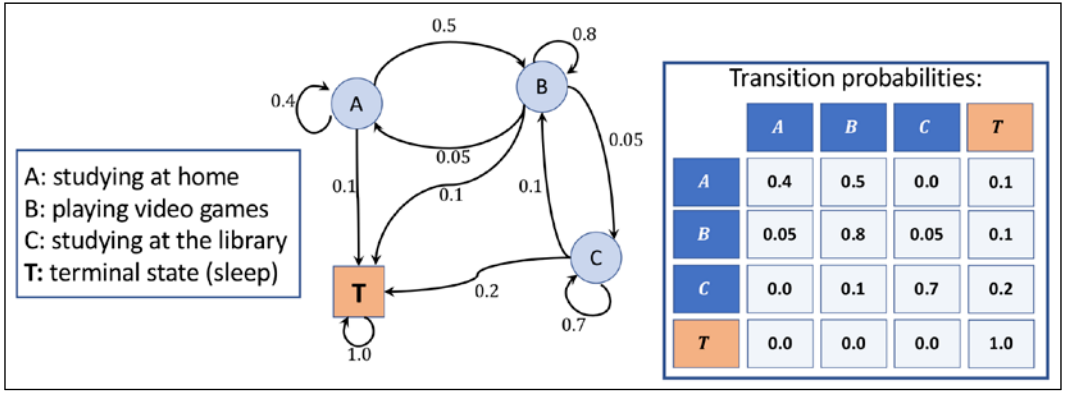 A: studying at home
B: playing video games
C: studying at the library
T: terminal state (sleep)
0.5
0.8
0.4
A
B
0.05
0.05
0.1
0.1
0.1
C
T
0.2
0.7
1.0
Transition probabilities:
A B C T
A 0.4 0.5 0.0 0.1
B 0.05 0.8 0.05 0.1
C 0.0 0.1 0.7 0.2
T 0.0 0.0 0.0 1.0